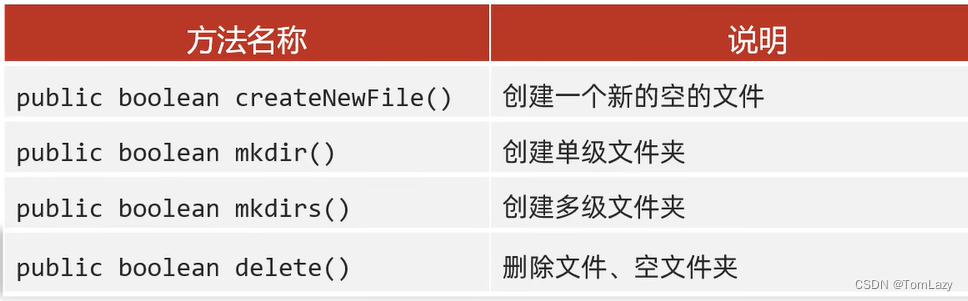 方法名称 说明
public boolean createNewFile() 创建一个新的空的文件
public boolean mkdir() 创建单级文件夹
public boolean mkdirs() 创建多级文件夹
public boolean delete() 删除文件、空文件夹
CSDN @TomLazy